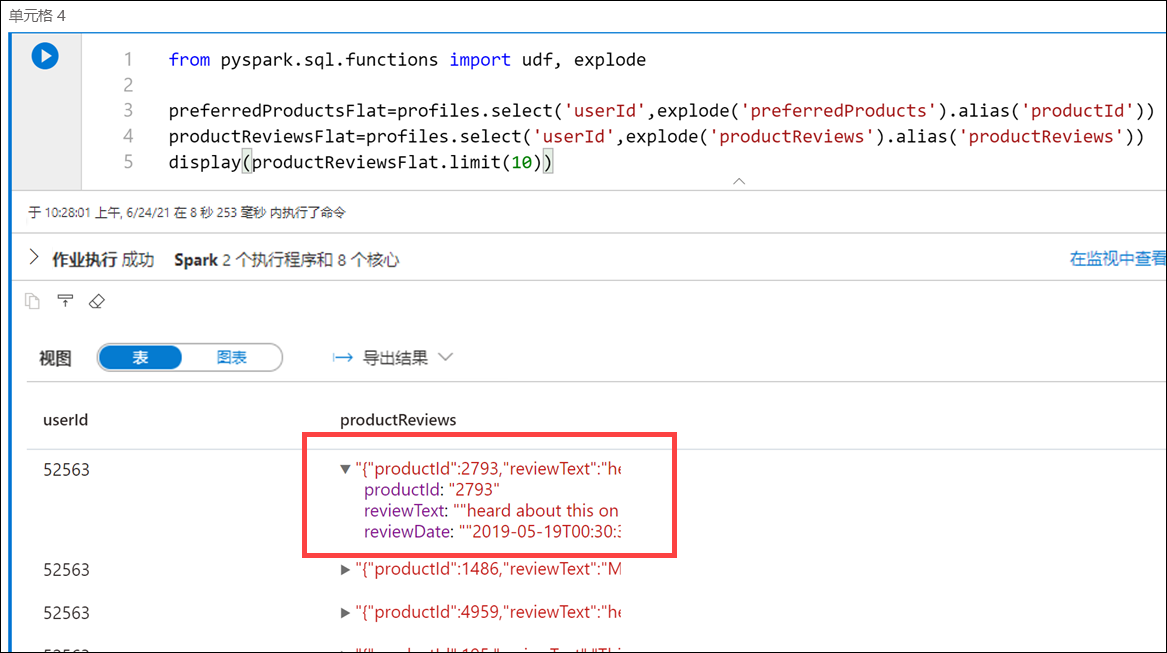 单元格 4
1 from pyspark.sql.functions import udf, explode
2
3 preferredProductsFlat=profiles.select('userId',explode('preferredProducts').alias('productId'))
4 productReviewsFlat=profiles.select('userId',explode('productReviews').alias('productReviews'))
5 display(productReviewsFlat.limit(10))
于 10:28:01 上午, 6/24/21 在 8 秒 253 毫秒 内执行了命令
作业执行 成功 Spark 2 个执行程序和 8 个核心 在监视中查看
视图 表 图表 导出结果
userId productReviews
52563 "{"productId":2793,"reviewText":"he
productId: "2793"
reviewText: ""heard about this on
reviewDate: ""2019-05-19T00:30:3
52563 "{"productId":1486,"reviewText":"M
52563 "{"productId":4959,"reviewText":"he